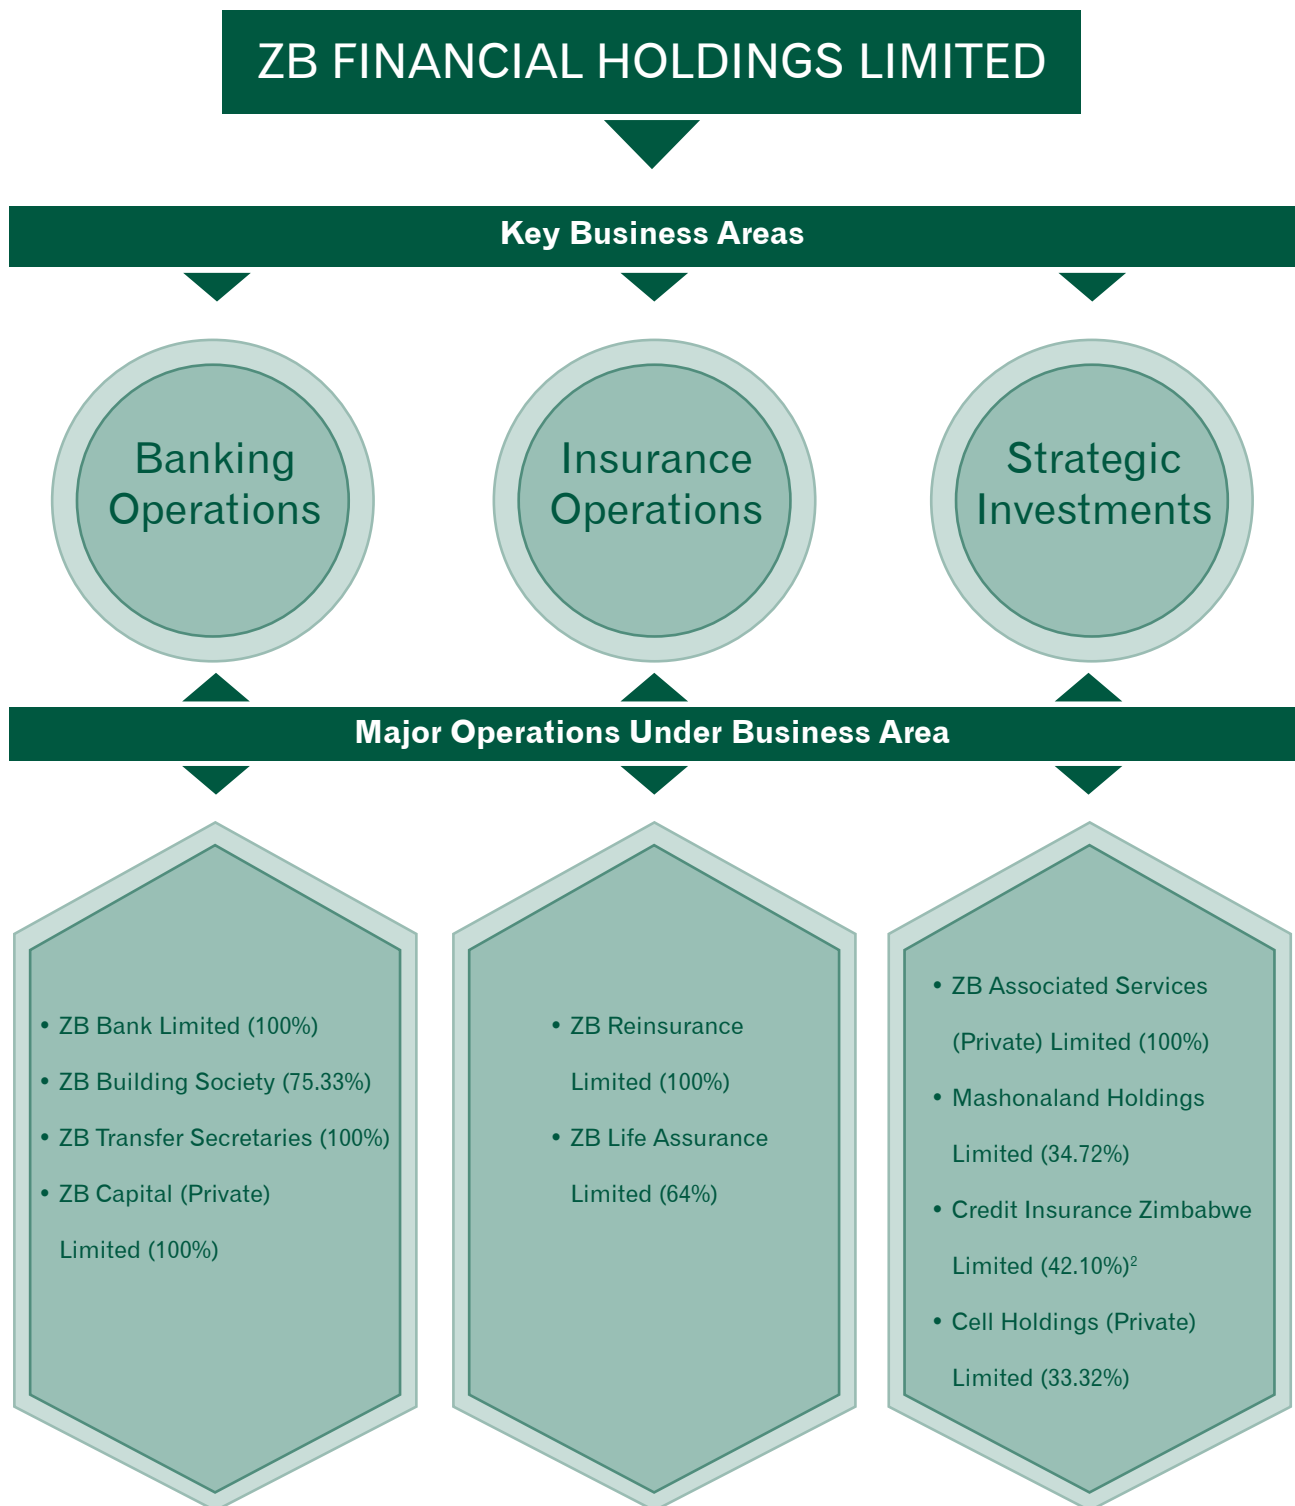 ZB FINANCIAL HOLDINGS LIMITED
Key Business Areas
Banking
Operations
Insurance
Operations
Strategic
Investments
Major Operations Under Business Area
• ZB Bank Limited (100%)
• ZB Building Society (75.33%)
• ZB Transfer Secretaries (100%)
• ZB Capital (Private)
Limited (100%)
• ZB Reinsurance
Limited (100%)
• ZB Life Assurance
Limited (64%)
• ZB Associated Services
(Private) Limited (100%)
• Mashonaland Holdings
Limited (34.72%)
• Credit Insurance Zimbabwe
Limited (42.10%)²
• Cell Holdings (Private)
Limited (33.32%)